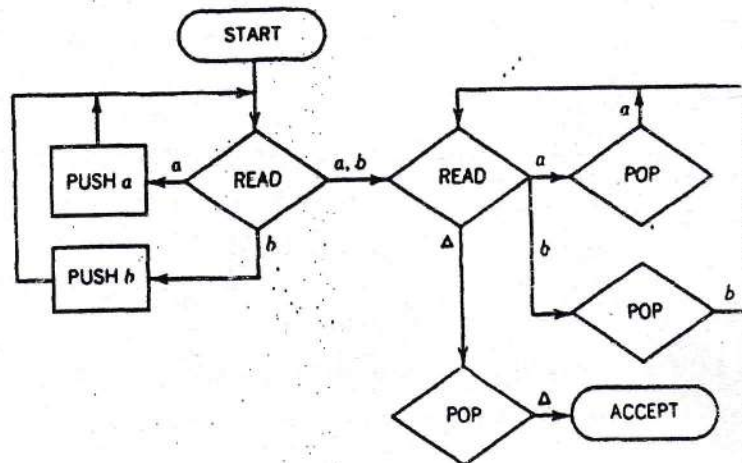 START
a
PUSH a
a
READ
a, b
READ
a
POP
b
Δ
b
PUSH b
POP
b
POP
Δ
ACCEPT